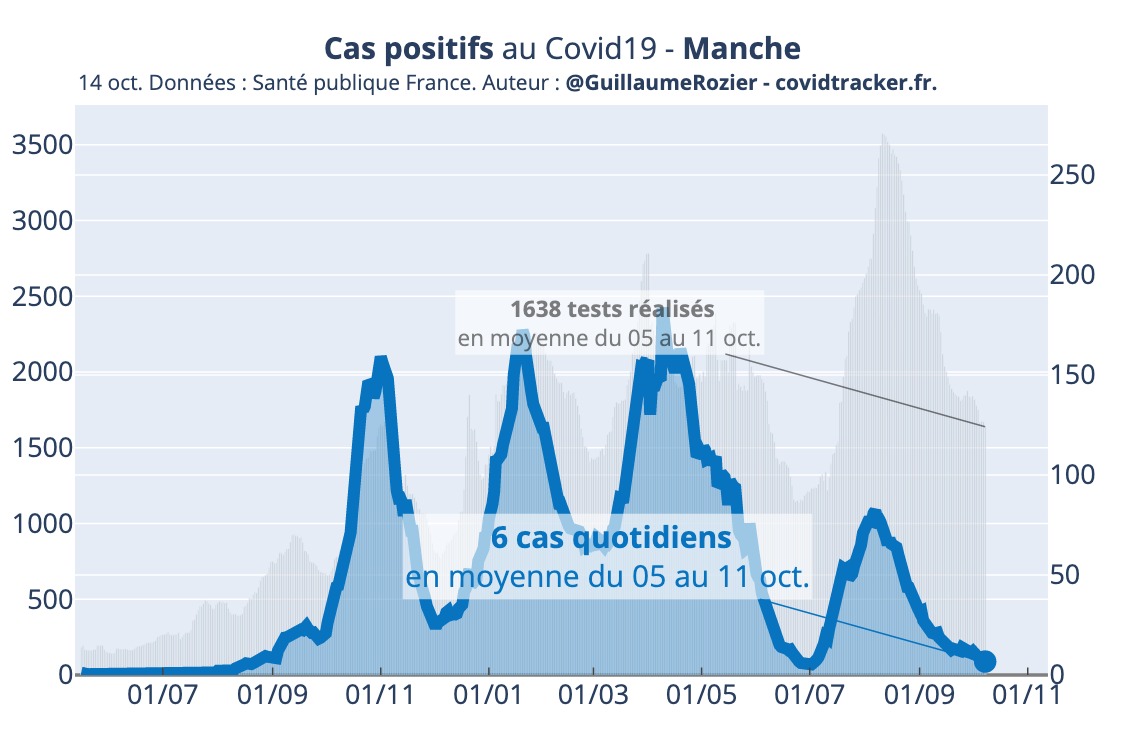 Cas positifs au Covid19 - Manche
14 oct. Données : Santé publique France. Auteur : @GuillaumeRozier - covidtracker.fr.
3500
3000
2500
2000
1500
1000
500
0
250
200
150
100
50
0
1638 tests réalisés
en moyenne du 05 au 11 oct.
6 cas quotidiens
en moyenne du 05 au 11 oct.
01/07 01/09 01/11 01/01 01/03 01/05 01/07 01/09 01/11